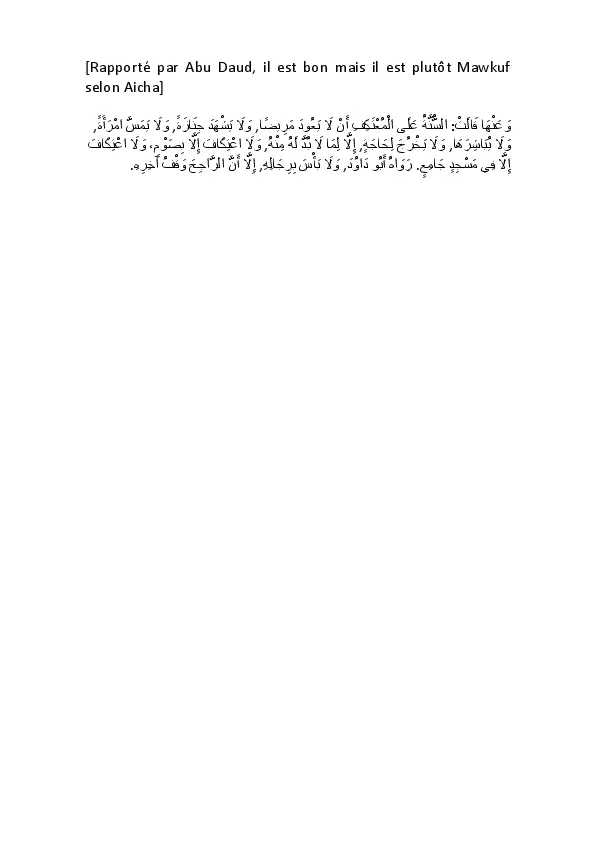 [Rapporté par Abu Daud, il est bon mais il est plutôt Mawkuf
selon Aicha]
وَعَنْهَا قَالَتْ: السُّنَّةُ عَلَى الْمُعْتَكِفِ أَنْ لَا يَعُودَ مَرِيضًا, وَلَا يَشْهَدَ جِنَازَةً, وَلَا يَمَسَّ امْرَأَةً,
وَلَا يُبَاشِرَهَا, وَلَا يَخْرُجَ لِحَاجَةٍ, إِلَّا لِمَا لَا بُدَّ لَهُ مِنْهُ, وَلَا اعْتِكَافَ إِلَّا بِصَوْمٍ، وَلَا اعْتِكَافَ
إِلَّا فِي مَسْجِدٍ جَامِعٍ. رَوَاهُ أَبُو دَاوُدَ, وَلَا بَأْسَ بِرِجَالِهِ, إِلَّا أَنَّ الرَّاجِحَ وَقْفُ آخِرِهِ.